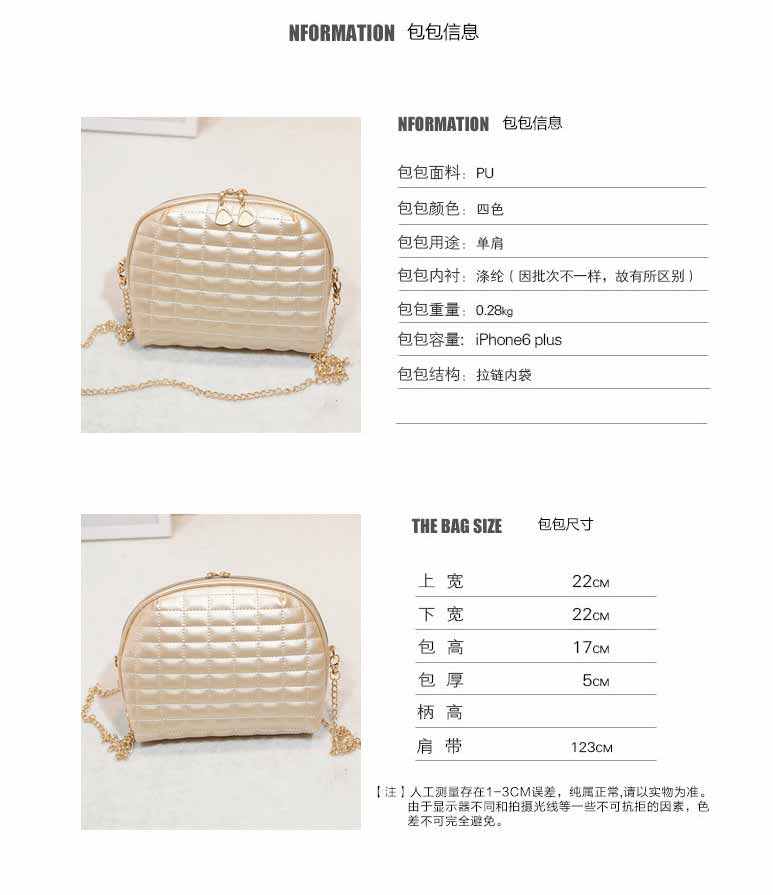 NFORMATION 包包信息
NFORMATION 包包信息
包包面料：PU
包包颜色：四色
包包用途：单肩
包包内衬：涤纶（因批次不一样，故有所区别）
包包重量：0.28kg
包包容量: iPhone6 plus
包包结构：拉链内袋
THE BAG SIZE 包包尺寸
上 宽 22CM
下 宽 22CM
包 高 17CM
包 厚 5CM
柄 高
肩 带 123CM
【注】人工测量存在1-3CM误差，纯属正常,请以实物为准。
由于显示器不同和拍摄光线等一些不可抗拒的因素，色
差不可完全避免。